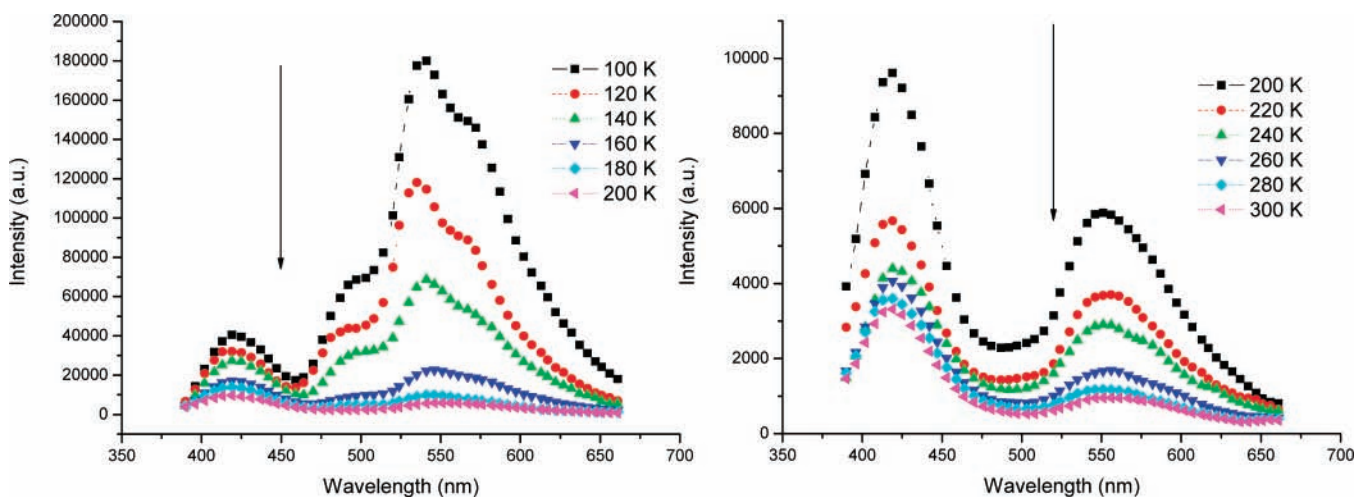 200000
180000
160000
140000
120000
100000
80000
60000
40000
20000
0
Intensity (a.u.)
350 400 450 500 550 600 650 700
Wavelength (nm)
100 K
120 K
140 K
160 K
180 K
200 K
10000
8000
6000
4000
2000
0
Intensity (a.u.)
350 400 450 500 550 600 650 700
Wavelength (nm)
200 K
220 K
240 K
260 K
280 K
300 K